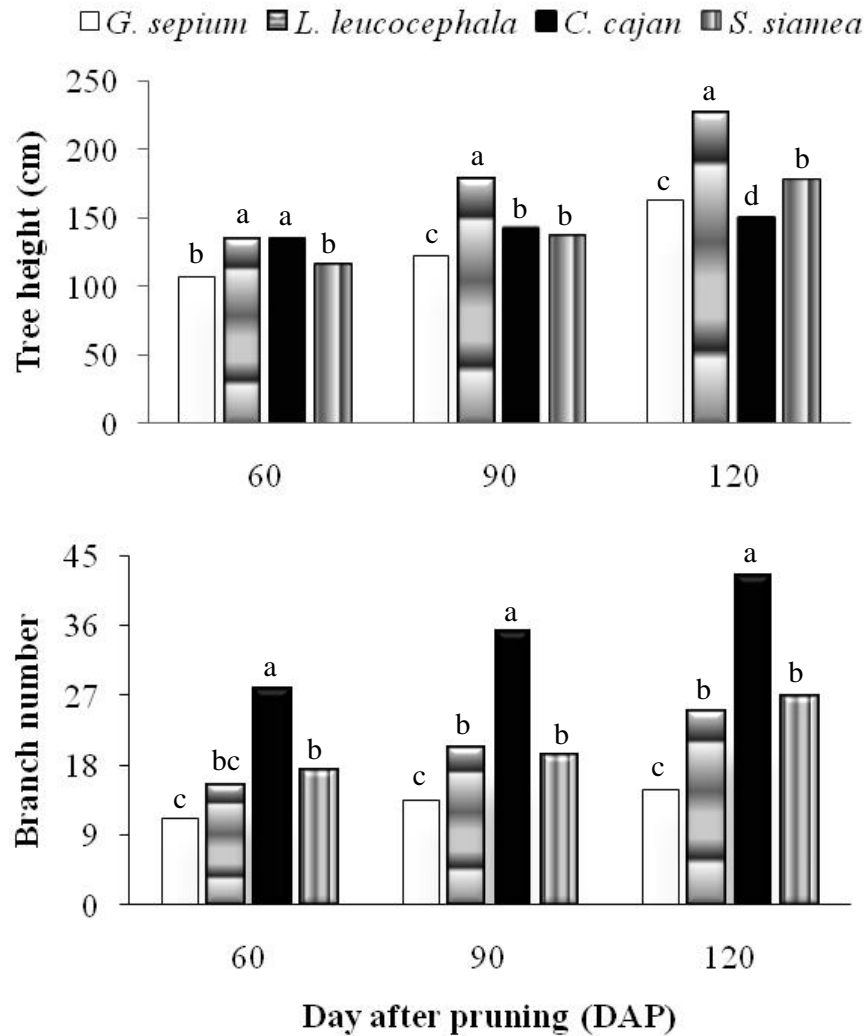 G. sepium L. leucocephala C. cajan S. siamea
Tree height (cm)
250
200
150
100
50
0
b a a b
c a b b
c a d b
60 90 120
Branch number
45
36
27
18
9
0
c bc a b
c b a b
c b a b
60 90 120
Day after pruning (DAP)